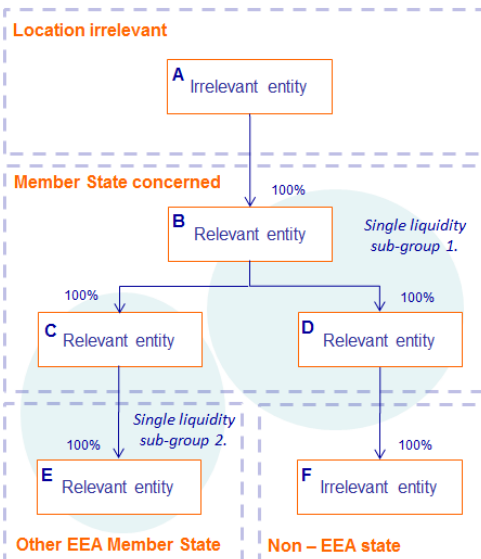 Location irrelevant
A
Irrelevant entity
100%
Member State concerned
B
Relevant entity
Single liquidity
sub-group 1.
100%
100%
C
Relevant entity
D
Relevant entity
Single liquidity
sub-group 2.
100%
100%
E
Relevant entity
F
Irrelevant entity
Other EEA Member State
Non – EEA state